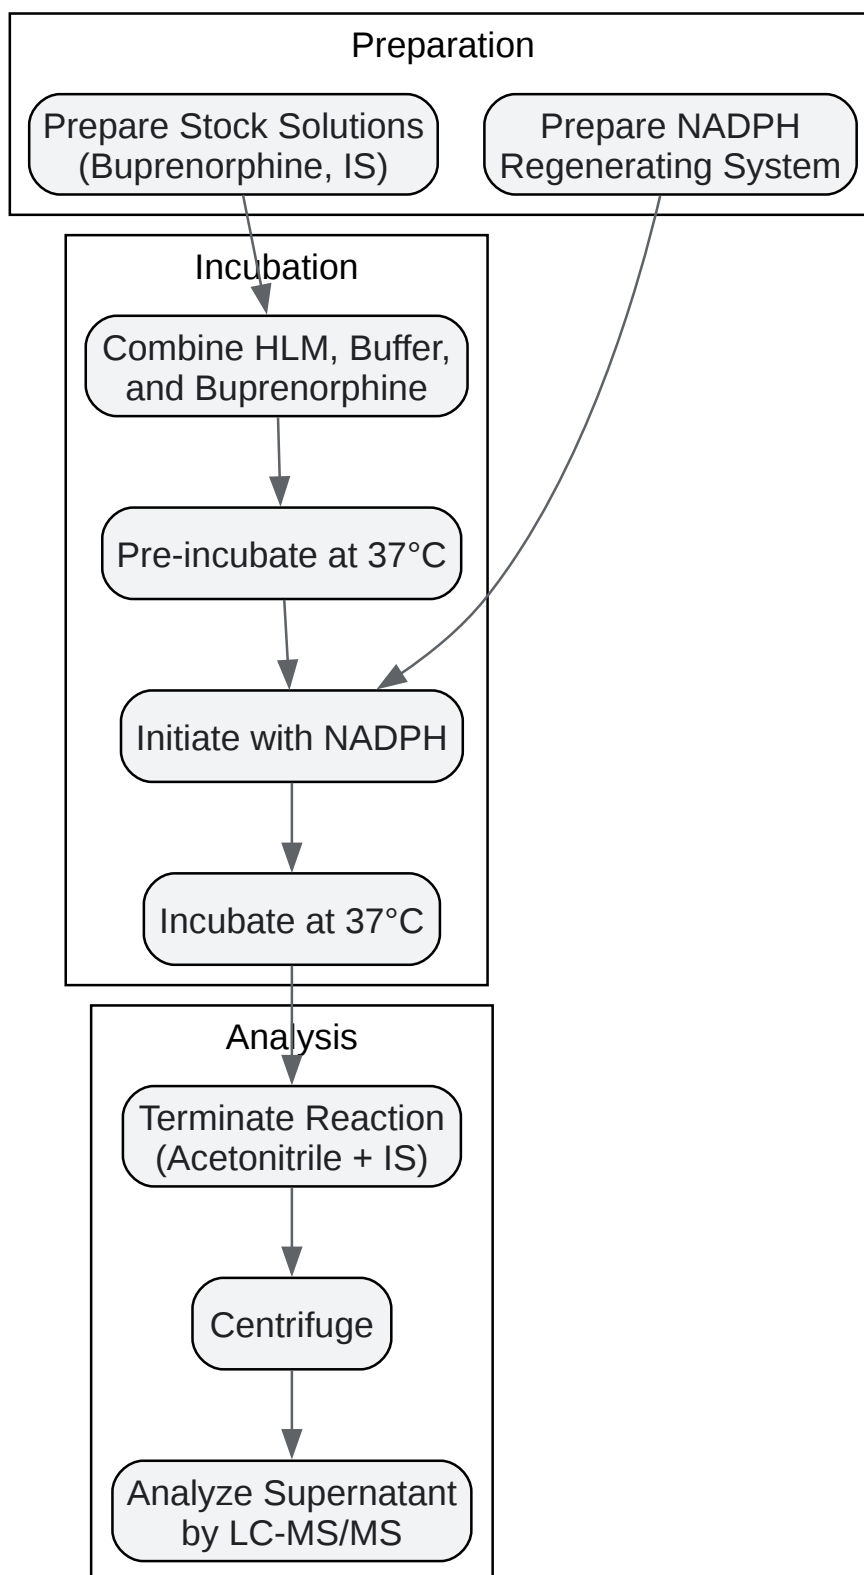 Preparation
Prepare Stock Solutions
(Buprenorphine, IS)
Prepare NADPH
Regenerating System
Incubation
Combine HLM, Buffer,
and Buprenorphine
Pre-incubate at 37°C
Initiate with NADPH
Incubate at 37°C
Analysis
Terminate Reaction
(Acetonitrile + IS)
Centrifuge
Analyze Supernatant
by LC-MS/MS